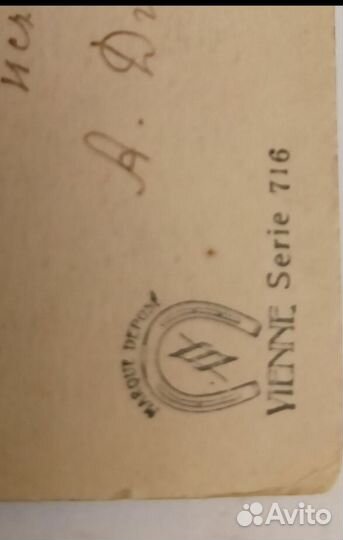 А. Д
MARQUE DEPOSÉ
VIENNE Serie 716
Avito